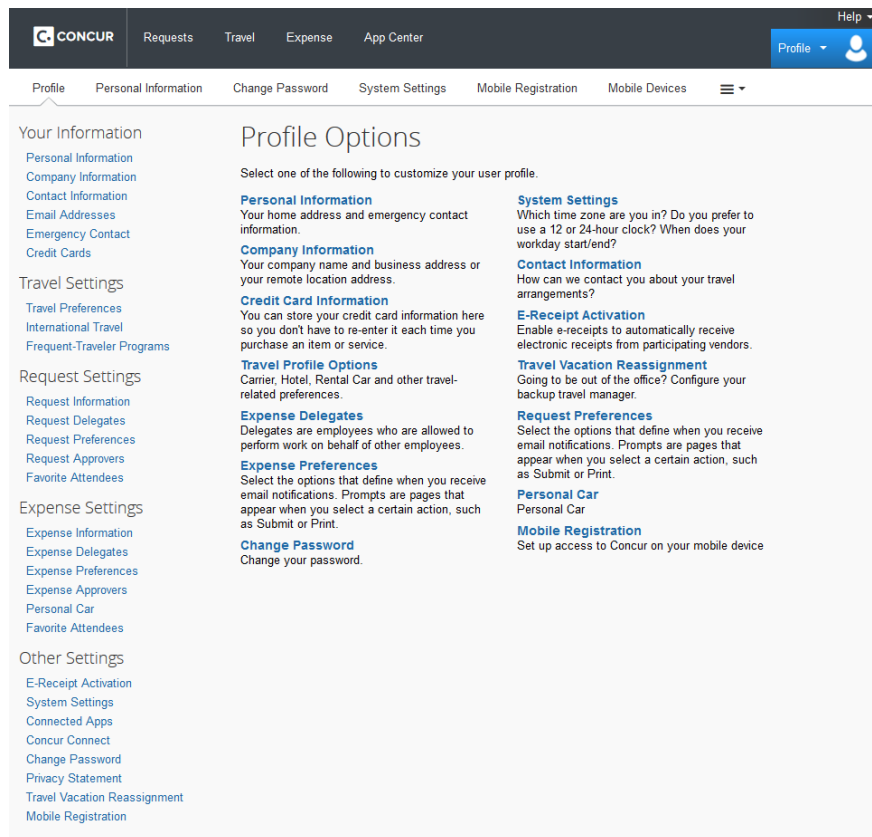 Help
C. CONCUR
Requests
Travel
Expense
App Center
Profile
Profile
Personal Information
Change Password
System Settings
Mobile Registration
Mobile Devices
Your Information
Personal Information
Company Information
Contact Information
Email Addresses
Emergency Contact
Credit Cards
Travel Settings
Travel Preferences
International Travel
Frequent-Traveler Programs
Request Settings
Request Information
Request Delegates
Request Preferences
Request Approvers
Favorite Attendees
Expense Settings
Expense Information
Expense Delegates
Expense Preferences
Expense Approvers
Personal Car
Favorite Attendees
Other Settings
E-Receipt Activation
System Settings
Connected Apps
Concur Connect
Change Password
Privacy Statement
Travel Vacation Reassignment
Mobile Registration
Profile Options
Select one of the following to customize your user profile.
Personal Information
Your home address and emergency contact
information.
Company Information
Your company name and business address or
your remote location address.
Credit Card Information
You can store your credit card information here
so you don't have to re-enter it each time you
purchase an item or service.
Travel Profile Options
Carrier, Hotel, Rental Car and other travel-
related preferences.
Expense Delegates
Delegates are employees who are allowed to
perform work on behalf of other employees.
Expense Preferences
Select the options that define when you receive
email notifications. Prompts are pages that
appear when you select a certain action, such
as Submit or Print.
Change Password
Change your password.
System Settings
Which time zone are you in? Do you prefer to
use a 12 or 24-hour clock? When does your
workday start/end?
Contact Information
How can we contact you about your travel
arrangements?
E-Receipt Activation
Enable e-receipts to automatically receive
electronic receipts from participating vendors.
Travel Vacation Reassignment
Going to be out of the office? Configure your
backup travel manager.
Request Preferences
Select the options that define when you receive
email notifications. Prompts are pages that
appear when you select a certain action, such
as Submit or Print.
Personal Car
Personal Car
Mobile Registration
Set up access to Concur on your mobile device